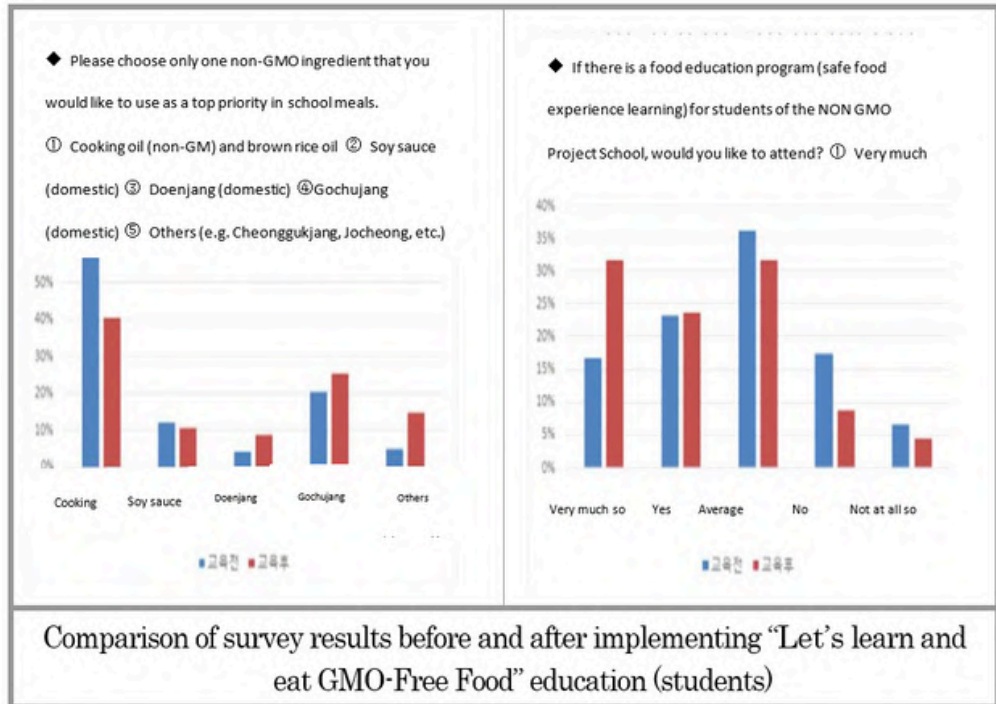 ◆ Please choose only one non-GMO ingredient that you
would like to use as a top priority in school meals.
① Cooking oil (non-GM) and brown rice oil ② Soy sauce
(domestic) ③ Doenjang (domestic) ④Gochujang
(domestic) ⑤ Others (e.g. Cheonggukjang, Jocheong, etc.)
50%
40%
30%
20%
10%
0%
Cooking Soy sauce Doenjang Gochujang Others
교육전 교육후
◆ If there is a food education program (safe food
experience learning) for students of the NON GMO
Project School, would you like to attend? ① Very much
40%
35%
30%
25%
20%
15%
10%
5%
0%
Very much so Yes Average No Not at all so
교육전 교육후
Comparison of survey results before and after implementing “Let’s learn and
eat GMO-Free Food” education (students)